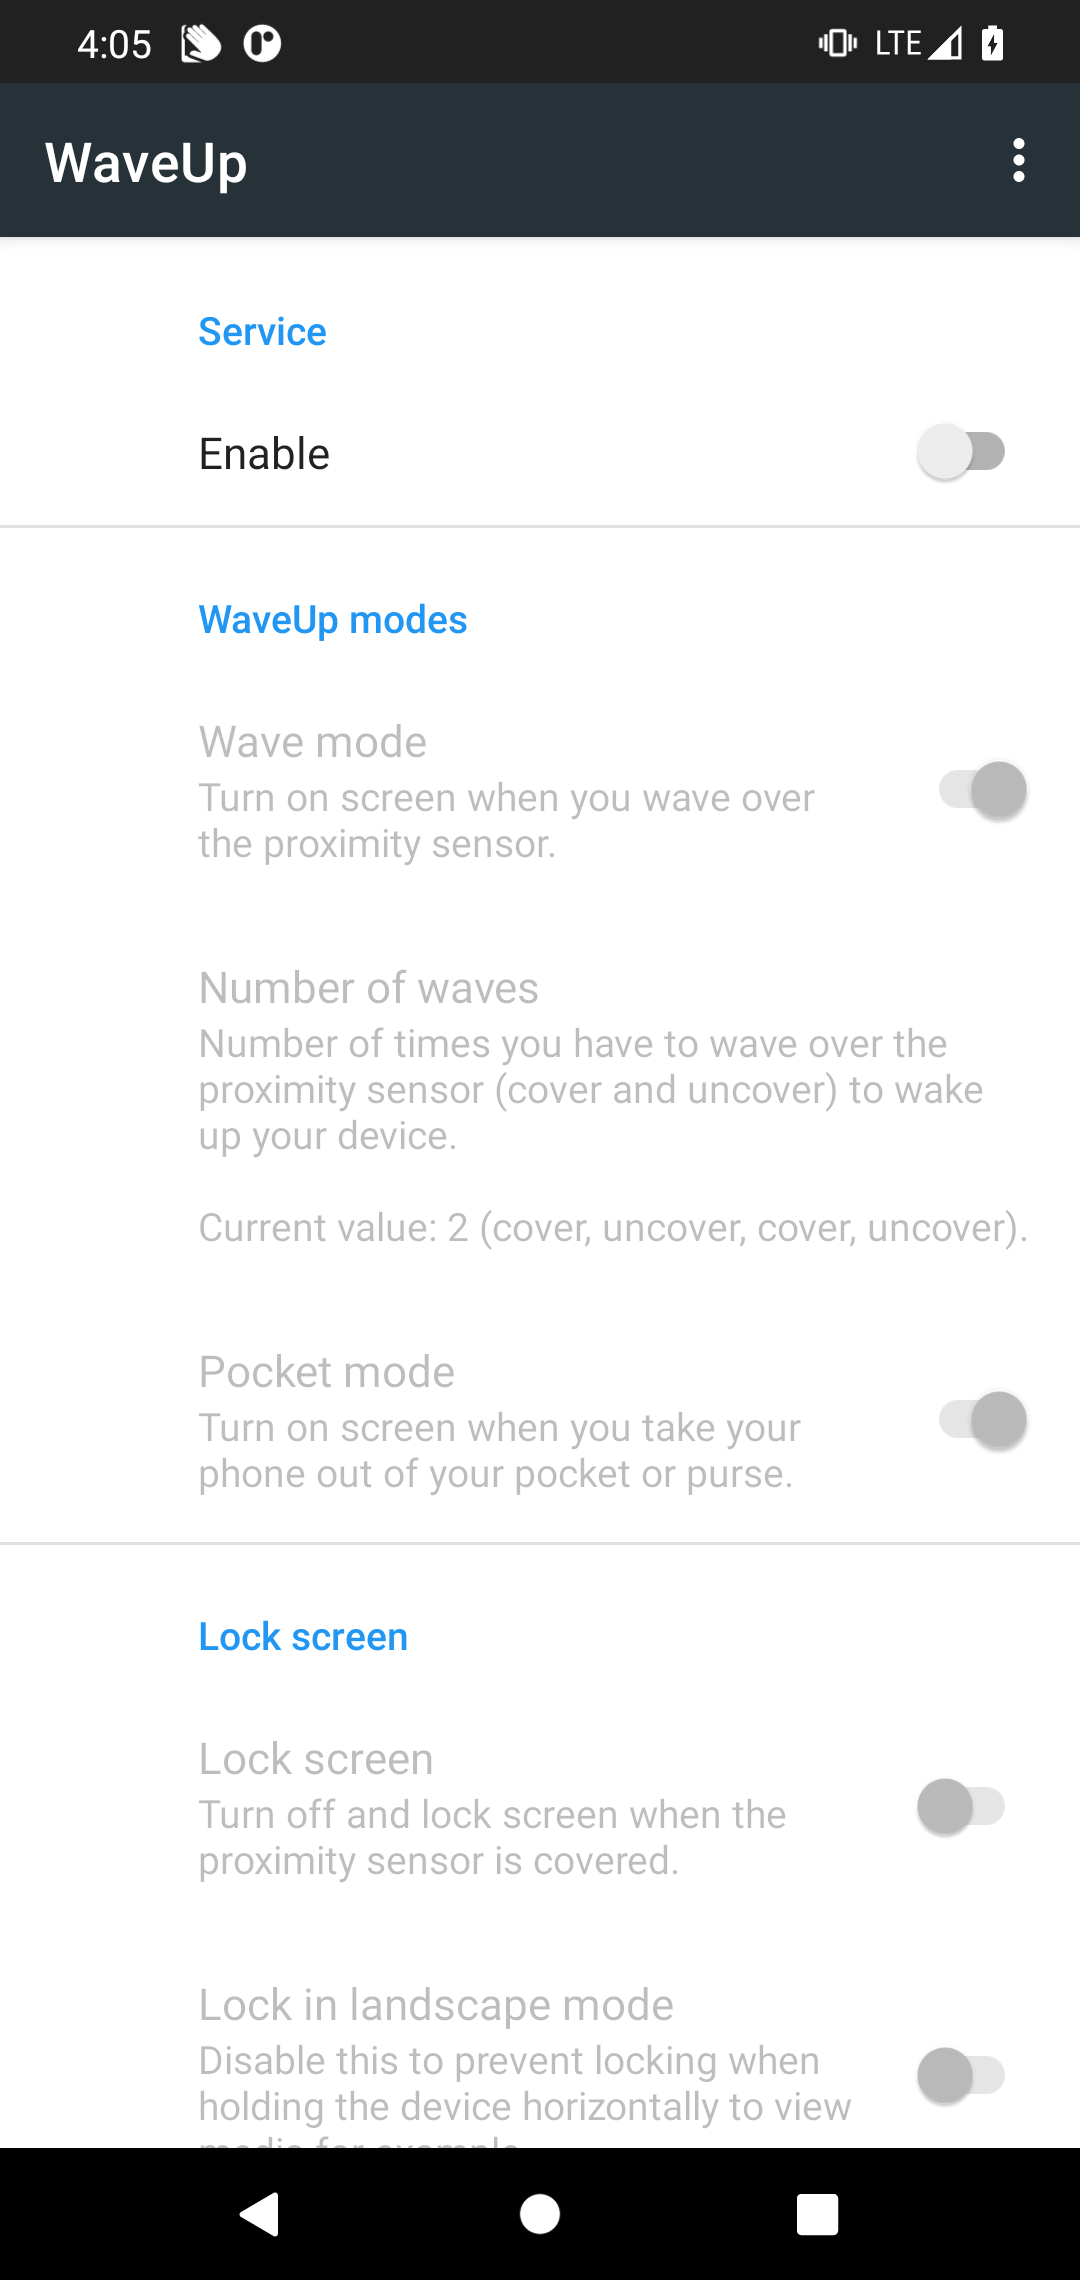 4:05
LTE
WaveUp
Service
Enable
WaveUp modes
Wave mode
Turn on screen when you wave over
the proximity sensor.
Number of waves
Number of times you have to wave over the
proximity sensor (cover and uncover) to wake
up your device.
Current value: 2 (cover, uncover, cover, uncover).
Pocket mode
Turn on screen when you take your
phone out of your pocket or purse.
Lock screen
Lock screen
Turn off and lock screen when the
proximity sensor is covered.
Lock in landscape mode
Disable this to prevent locking when
holding the device horizontally to view
media for example